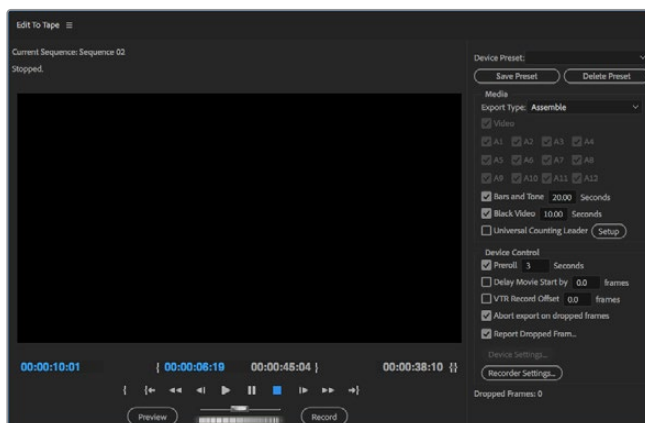 Edit To Tape
Current Sequence: Sequence 02
Stopped.
00:00:10:01
{ 00:00:06:19
00:00:45:04 }
00:00:38:10 {}
Preview
Record
Device Preset:
Save Preset
Delete Preset
Media
Export Type: Assemble
Video
A1 A2 A3 A4
A5 A6 A7 A8
A9 A10 A11 A12
Bars and Tone 20.00 Seconds
Black Video 10.00 Seconds
Universal Counting Leader Setup
Device Control
Preroll 3 Seconds
Delay Movie Start by 0.0 frames
VTR Record Offset 0.0 frames
Abort export on dropped frames
Report Dropped Fram...
Device Settings...
Recorder Settings...
Dropped Frames: 0